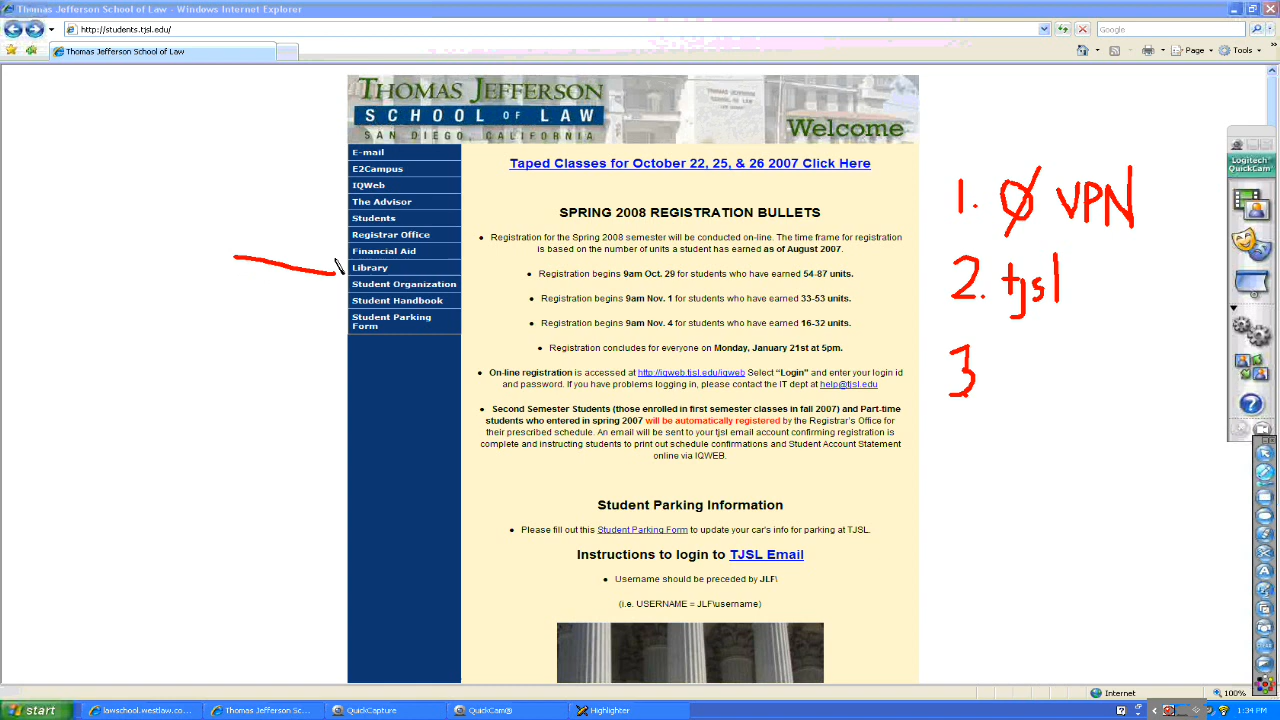 Thomas Jefferson School of Law - Windows Internet Explorer
http://students.tjsl.edu/
Google
Thomas Jefferson School of Law
Page
Tools
THOMAS JEFFERSON
SCHOOL OF LAW
SAN DIEGO, CALIFORNIA
Welcome
E-mail
E2Campus
IQWeb
The Advisor
Students
Registrar Office
Financial Aid
Library
Student Organization
Student Handbook
Student Parking
Form
Taped Classes for October 22, 25, & 26 2007 Click Here
SPRING 2008 REGISTRATION BULLETS
• Registration for the Spring 2008 semester will be conducted on-line. The time frame for registration
is based on the number of units a student has earned as of August 2007.
• Registration begins 9am Oct. 29 for students who have earned 54-87 units.
• Registration begins 9am Nov. 1 for students who have earned 33-53 units.
• Registration begins 9am Nov. 4 for students who have earned 16-32 units.
• Registration concludes for everyone on Monday, January 21st at 5pm.
• On-line registration is accessed at http://iqweb.tjsl.edu/iqweb Select “Login” and enter your login id
and password. If you have problems logging in, please contact the IT dept at help@tjsl.edu
• Second Semester Students (those enrolled in first semester classes in fall 2007) and Part-time
students who entered in spring 2007 will be automatically registered by the Registrar's Office for
their prescribed schedule. An email will be sent to your tjsl email account confirming registration is
complete and instructing students to print out schedule confirmations and Student Account Statement
online via IQWEB.
Student Parking Information
• Please fill out this Student Parking Form to update your car's info for parking at TJSL.
Instructions to login to TJSL Email
• Username should be preceded by JLF\
(i.e. USERNAME = JLF\username)
1. Ø VPN
2. tjsl
3
Logitech
QuickCam
Internet
100%
start
lawschool.westlaw.co...
Thomas Jefferson Sc...
QuickCapture
QuickCam®
Highlighter
1:34 PM